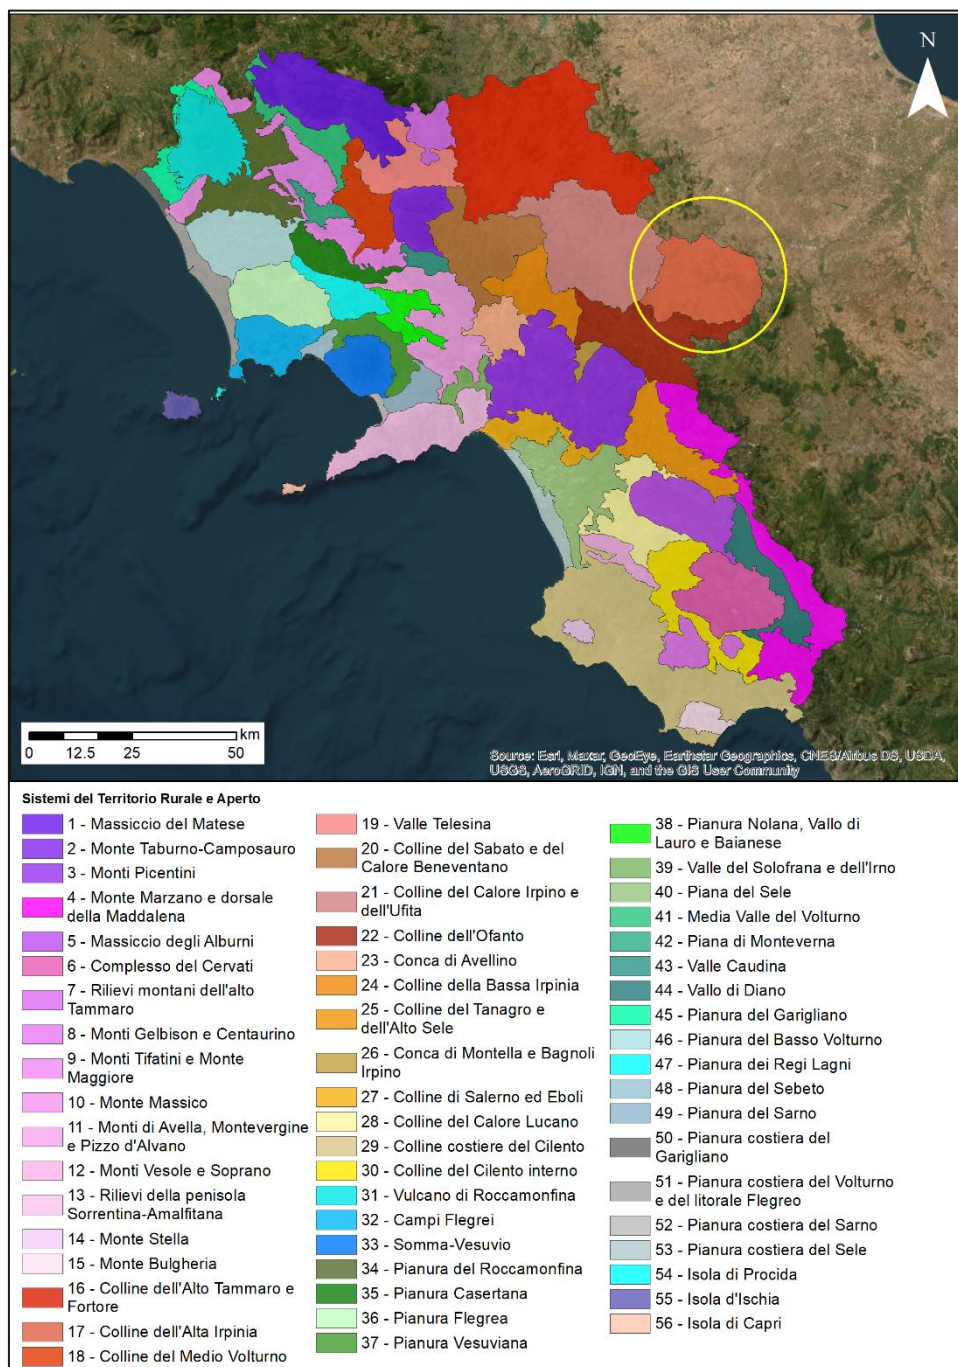 N
km
0 12.5 25 50
Source: Esri, Maxar, GeoEye, Earthstar Geographics, CNES/Airbus DS, USDA,
USGS, AeroGRID, IGN, and the GIS User Community
Sistemi del Territorio Rurale e Aperto
1 - Massiccio del Matese
2 - Monte Taburno-Camposauro
3 - Monti Picentini
4 - Monte Marzano e dorsale
della Maddalena
5 - Massiccio degli Alburni
6 - Complesso del Cervati
7 - Rilievi montani dell'alto
Tammaro
8 - Monti Gelbison e Centaurino
9 - Monti Tifatini e Monte
Maggiore
10 - Monte Massico
11 - Monti di Avella, Montevergine
e Pizzo d'Alvano
12 - Monti Vesole e Soprano
13 - Rilievi della penisola
Sorrentina-Amalfitana
14 - Monte Stella
15 - Monte Bulgheria
16 - Colline dell'Alto Tammaro e
Fortore
17 - Colline dell'Alta Irpinia
18 - Colline del Medio Volturno
19 - Valle Telesina
20 - Colline del Sabato e del
Calore Beneventano
21 - Colline del Calore Irpino e
dell'Ufita
22 - Colline dell'Ofanto
23 - Conca di Avellino
24 - Colline della Bassa Irpinia
25 - Colline del Tanagro e
dell'Alto Sele
26 - Conca di Montella e Bagnoli
Irpino
27 - Colline di Salerno ed Eboli
28 - Colline del Calore Lucano
29 - Colline costiere del Cilento
30 - Colline del Cilento interno
31 - Vulcano di Roccamonfina
32 - Campi Flegrei
33 - Somma-Vesuvio
34 - Pianura del Roccamonfina
35 - Pianura Casertana
36 - Pianura Flegrea
37 - Pianura Vesuviana
38 - Pianura Nolana, Vallo di
Lauro e Baianese
39 - Valle del Solofrana e dell'Irno
40 - Piana del Sele
41 - Media Valle del Volturno
42 - Piana di Monteverna
43 - Valle Caudina
44 - Vallo di Diano
45 - Pianura del Garigliano
46 - Pianura del Basso Volturno
47 - Pianura dei Regi Lagni
48 - Pianura del Sebeto
49 - Pianura del Sarno
50 - Pianura costiera del
Garigliano
51 - Pianura costiera del Volturno
e del litorale Flegreo
52 - Pianura costiera del Sarno
53 - Pianura costiera del Sele
54 - Isola di Procida
55 - Isola d'Ischia
56 - Isola di Capri